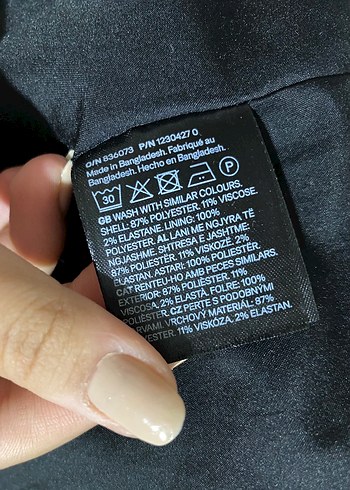 O/N 636073 P/N 1230427 0
Made in Bangladesh. Fabriqué au
Bangladesh. Hecho en Bangladesh.
30 P
GB WASH WITH SIMILAR COLOURS.
SHELL: 87% POLYESTER. 11% VISCOSE.
2% ELASTANE. LINING: 100%
POLYESTER. AL LANI ME NGJYRA TË
NGJASHME. SHTRESA E JASHTME:
87% POLIESTËR. 11% VISKOZË. 2%
ELASTAN. ASTARI: 100% POLIESTËR.
CAT RENTEU-HO AMB PECES SIMILARS.
EXTERIOR: 87% POLIÈSTER. 11%
VISCOSA. 2% ELASTÀ. FOLRE: 100%
POLIÈSTER. CZ PERTE S PODOBNÝMI
BARVAMI. VRCHOVÝ MATERIÁL: 87%
POLYESTER. 11% VISKÓZA. 2% ELASTAN.